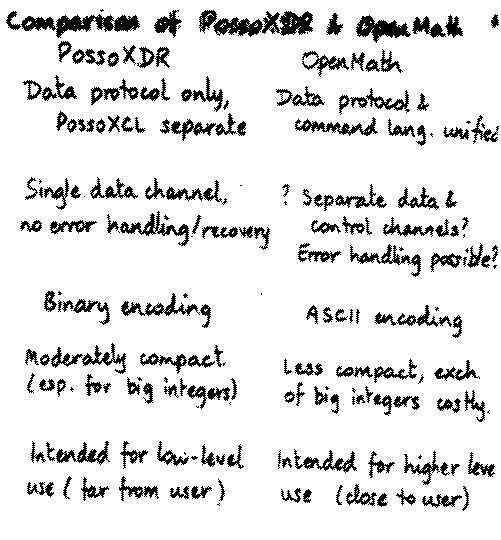 Comparison of PossoXDR & OpenMath
PossoXDR
Data protocol only,
PossoXCL separate
Single data channel,
no error handling/recovery
Binary encoding
Moderately compact
(esp. for big integers)
Intended for low-level
use (far from user)
OpenMath
Data protocol &
command lang. unified
? Separate data &
control channels?
Error handling possible?
ASCII encoding
Less compact, exch.
of big integers costly.
Intended for higher leve
use (close to user)